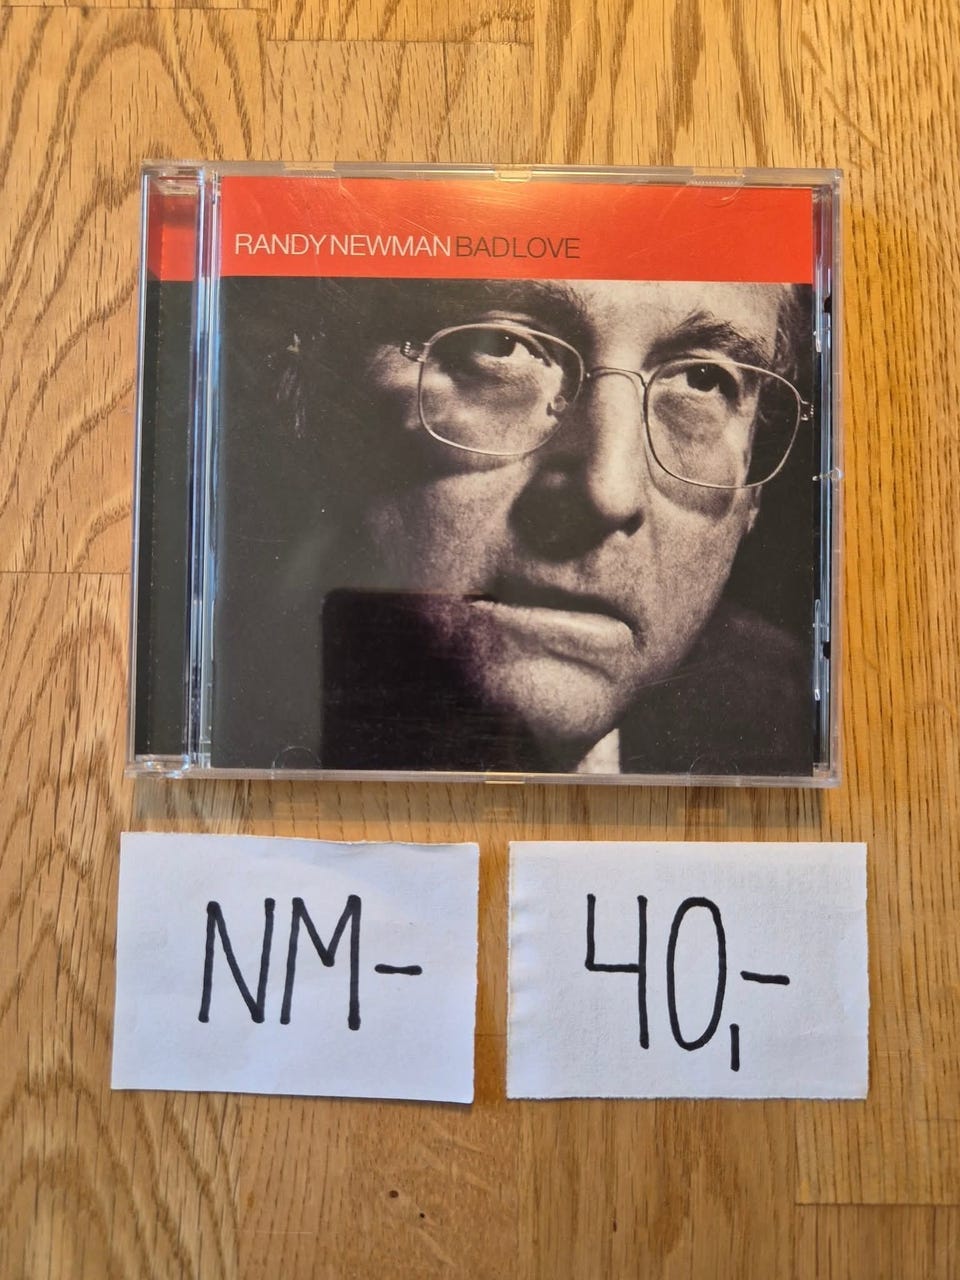 RANDY NEWMAN BAD LOVE
NM-
40,-